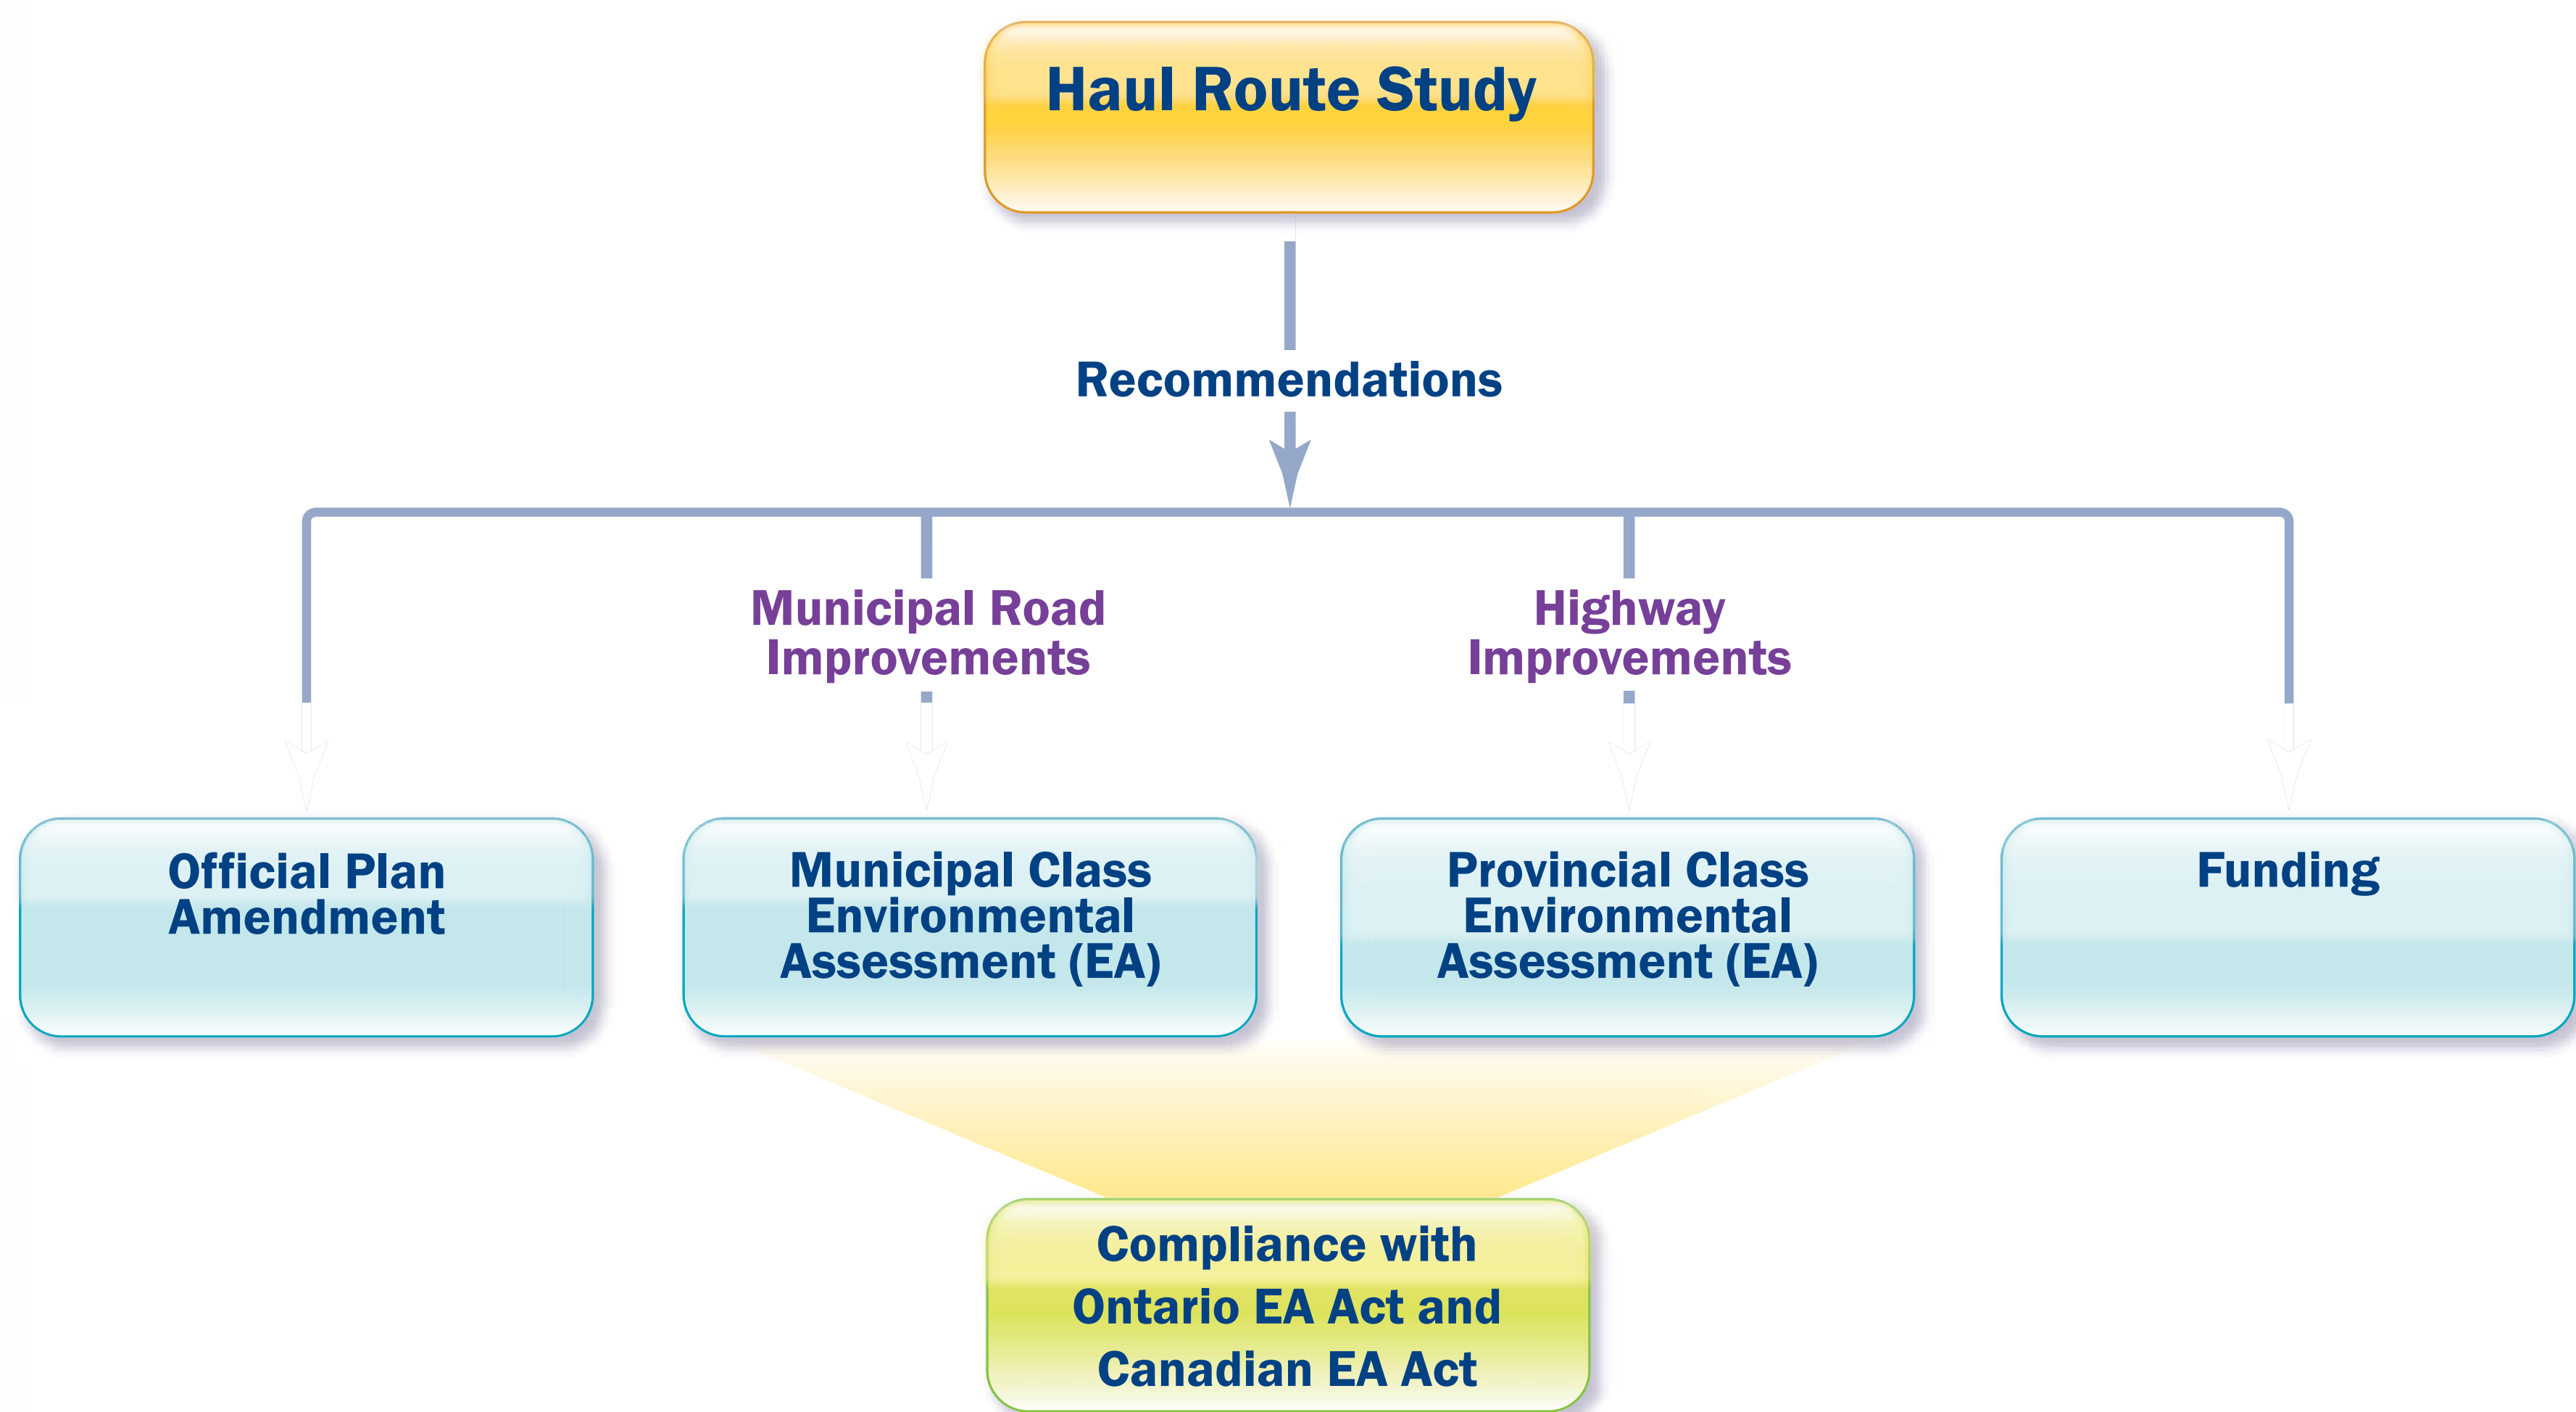 Haul Route Study
Recommendations
Municipal Road
Improvements
Highway
Improvements
Official Plan
Amendment
Municipal Class
Environmental
Assessment (EA)
Provincial Class
Environmental
Assessment (EA)
Funding
Compliance with
Ontario EA Act and
Canadian EA Act